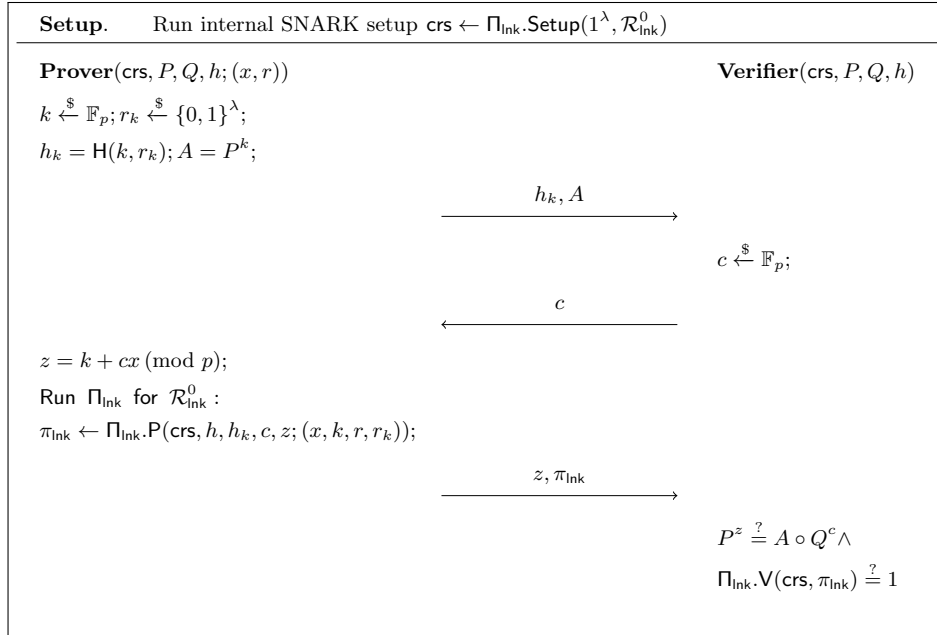 Setup. Run internal SNARK setup crs ← Π_lnk.Setup(1^λ, R^0_lnk)
Prover(crs, P, Q, h; (x, r)) Verifier(crs, P, Q, h)
k ←$ 𝔽_p; r_k ←$ {0, 1}^λ;
h_k = H(k, r_k); A = P^k;
h_k, A
c ←$ 𝔽_p;
c
z = k + cx (mod p);
Run Π_lnk for R^0_lnk :
π_lnk ← Π_lnk.P(crs, h, h_k, c, z; (x, k, r, r_k));
z, π_lnk
P^z ≟ A ∘ Q^c ∧
Π_lnk.V(crs, π_lnk) ≟ 1